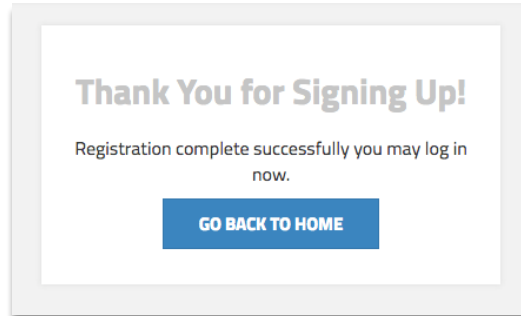 Thank You for Signing Up!
Registration complete successfully you may log in
now.
GO BACK TO HOME